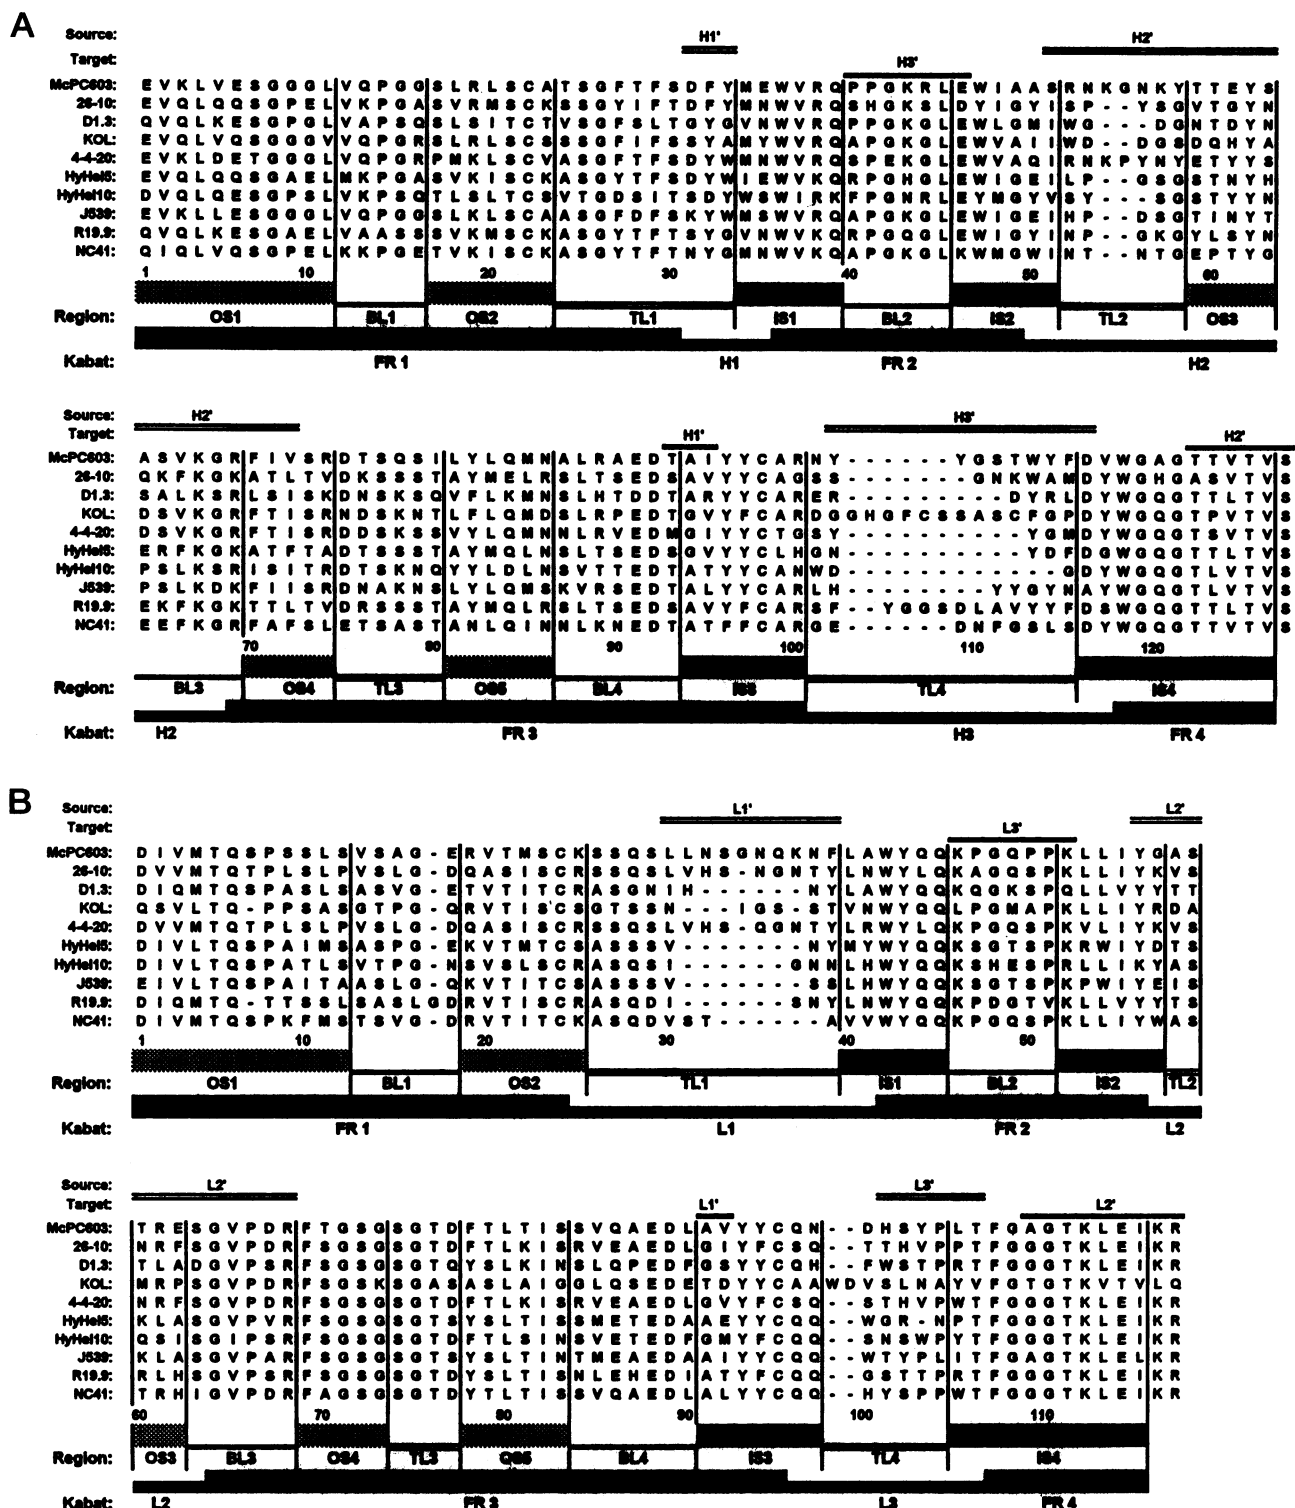 A
Source: H1' H2'
Target: H3'
McPC603: E V K L V E S G G G L V Q P G G S L R L S C A T S G F T F S D F Y M E W V R Q P P G K R L E W I A A S R N K G N K Y T T E Y S
26-10: E V Q L Q Q S G P E L V K P G A S V R M S C K S S G Y I F T D F Y M N W V R Q S H G K S L D Y I G Y I S P - - Y S G V T G Y N
D1.3: Q V Q L K E S G P G L V A P S Q S L S I T C T V S G F S L T G Y G V N W V R Q P P G K G L E W L G M I W G - - - D G N T D Y N
KOL: E V Q L V Q S G G G V V Q P G R S L R L S C S S S G F I F S S Y A M Y W V R Q A P G K G L E W V A I I W D - - D G S D Q H Y A
4-4-20: E V K L D E T G G G L V Q P G R P M K L S C V A S G F T F S D Y W M N W V R Q S P E K G L E W V A Q I R N K P Y N Y E T Y Y S
HyHel5: E V Q L Q Q S G A E L M K P G A S V K I S C K A S G Y T F S D Y W I E W V K Q R P G H G L E W I G E I L P - - G S G S T N Y H
HyHel10: D V Q L Q E S G P S L V K P S Q T L S L T C S V T G D S I T S D Y W S W I R K F P G N R L E Y M G Y V S Y - - - S G S T Y Y N
J539: E V K L L E S G G G L V Q P G G S L K L S C A A S G F D F S K Y W M S W V R Q A P G K G L E W I G E I H P - - D S G T I N Y T
R19.9: Q V Q L K E S G A E L V A A S S S V K M S C K A S G Y T F T S Y G V N W V K Q R P G Q G L E W I G Y I N P - - G K G Y L S Y N
NC41: Q I Q L V Q S G P E L K K P G E T V K I S C K A S G Y T F T N Y G M N W V K Q A P G K G L K W M G W I N T - - N T G E P T Y G
1 10 20 30 40 50 60
Region: OS1 BL1 OS2 TL1 IS1 BL2 IS2 TL2 OS3
Kabat: FR 1 H1 FR 2 H2
Source: H2' H3'
Target: H1' H2'
McPC603: A S V K G R F I V S R D T S Q S I L Y L Q M N A L R A E D T A I Y Y C A R N Y - - - - - - Y G S T W Y F D V W G A G T T V T V S
26-10: Q K F K G K A T L T V D K S S S T A Y M E L R S L T S E D S A V Y Y C A G S S - - - - - - - G N K W A M D Y W G H G A S V T V S
D1.3: S A L K S R L S I S K D N S K S Q V F L K M N S L H T D D T A R Y Y C A R E R - - - - - - - - - D Y R L D Y W G Q G T T L T V S
KOL: D S V K G R F T I S R N D S K N T L F L Q M D S L R P E D T G V Y F C A R D G G H G F C S S A S C F G P D Y W G Q G T P V T V S
4-4-20: D S V K G R F T I S R D D S K S S V Y L Q M N N L R V E D M G I Y Y C T G S Y - - - - - - - - - - Y G M D Y W G Q G T S V T V S
HyHel5: E R F K G K A T F T A D T S S S T A Y M Q L N S L T S E D S G V Y Y C L H G N - - - - - - - - - - Y D F D G W G Q G T T L T V S
HyHel10: P S L K S R I S I T R D T S K N Q Y Y L D L N S V T T E D T A T Y Y C A N W D - - - - - - - - - - - - G D Y W G Q G T L V T V S
J539: P S L K D K F I I S R D N A K N S L Y L Q M S K V R S E D T A L Y Y C A R L H - - - - - - - - Y Y G Y N A Y W G Q G T L V T V S
R19.9: E K F K G K T T L T V D R S S S T A Y M Q L R S L T S E D S A V Y F C A R S F - - Y G G S D L A V Y Y F D S W G Q G T T L T V S
NC41: E E F K G R F A F S L E T S A S T A N L Q I N N L K N E D T A T F F C A R G E - - - - - - D N F G S L S D Y W G Q G T T V T V S
70 80 90 100 110 120
Region: BL3 OS4 TL3 OS5 BL4 IS3 TL4 IS4
Kabat: H2 FR 3 H3 FR 4
B
Source: L1' L2'
Target: L3'
McPC603: D I V M T Q S P S S L S V S A G - E R V T M S C K S S Q S L L N S G N Q K N F L A W Y Q Q K P G Q P P K L L I Y G A S
26-10: D V V M T Q T P L S L P V S L G - D Q A S I S C R S S Q S L V H S - N G N T Y L N W Y L Q K A G Q S P K L L I Y K V S
D1.3: D I Q M T Q S P A S L S A S V G - E T V T I T C R A S G N I H - - - - - - N Y L A W Y Q Q K Q G K S P Q L L V Y Y T T
KOL: Q S V L T Q - P P S A S G T P G - Q R V T I S C S G T S S N - - - I G S - S T V N W Y Q Q L P G M A P K L L I Y R D A
4-4-20: D V V M T Q T P L S L P V S L G - D Q A S I S C R S S Q S L V H S - Q G N T Y L R W Y L Q K P G Q S P K V L I Y K V S
HyHel5: D I V L T Q S P A I M S A S P G - E K V T M T C S A S S S V - - - - - - - N Y M Y W Y Q Q K S G T S P K R W I Y D T S
HyHel10: D I V L T Q S P A T L S V T P G - N S V S L S C R A S Q S I - - - - - - G N N L H W Y Q Q K S H E S P R L L I K Y A S
J539: E I V L T Q S P A I T A A S L G - Q K V T I T C S A S S S V - - - - - - - S S L H W Y Q Q K S G T S P K P W I Y E I S
R19.9: D I Q M T Q - T T S S L S A S L G D R V T I S C R A S Q D I - - - - - - S N Y L N W Y Q Q K P D G T V K L L V Y Y T S
NC41: D I V M T Q S P K F M S T S V G - D R V T I T C K A S Q D V S T - - - - - - A V V W Y Q Q K P G Q S P K L L I Y W A S
1 10 20 30 40 50
Region: OS1 BL1 OS2 TL1 IS1 BL2 IS2 TL2
Kabat: FR 1 L1 FR 2 L2
Source: L2' L3'
Target: L1' L2'
McPC603: T R E S G V P D R F T G S G S G T D F T L T I S S V Q A E D L A V Y Y C Q N - - D H S Y P L T F G A G T K L E I K R
26-10: N R F S G V P D R F S G S G S G T D F T L K I S R V E A E D L G I Y F C S Q - - T T H V P P T F G G G T K L E I K R
D1.3: T L A D G V P S R F S G S G S G T Q Y S L K I N S L Q P E D F G S Y Y C Q H - - F W S T P R T F G G G T K L E I K R
KOL: M R P S G V P D R F S G S K S G A S A S L A I G G L Q S E D E T D Y Y C A A W D V S L N A Y V F G T G T K V T V L Q
4-4-20: N R F S G V P D R F S G S G S G T D F T L K I S R V E A E D L G V Y F C S Q - - S T H V P W T F G G G T K L E I K R
HyHel5: K L A S G V P V R F S G S G S G T S Y S L T I S S M E T E D A A E Y Y C Q Q - - W G R - N P T F G G G T K L E I K R
HyHel10: Q S I S G I P S R F S G S G S G T D F T L S I N S V E T E D F G M Y F C Q Q - - S N S W P Y T F G G G T K L E I K R
J539: K L A S G V P A R F S G S G S G T S Y S L T I N T M E A E D A A I Y Y C Q Q - - W T Y P L I T F G A G T K L E L K R
R19.9: R L H S G V P S R F S G S G S G T D Y S L T I S N L E H E D I A T Y F C Q Q - - G S T T P R T F G G G T K L E I K R
NC41: T R H I G V P D R F A G S G S G T D Y T L T I S S V Q A E D L A L Y Y C Q Q - - H Y S P P W T F G G G T K L E I K R
60 70 80 90 100 110
Region: OS3 BL3 OS4 TL3 OS5 BL4 IS3 TL4 IS4
Kabat: L2 FR 3 L3 FR 4